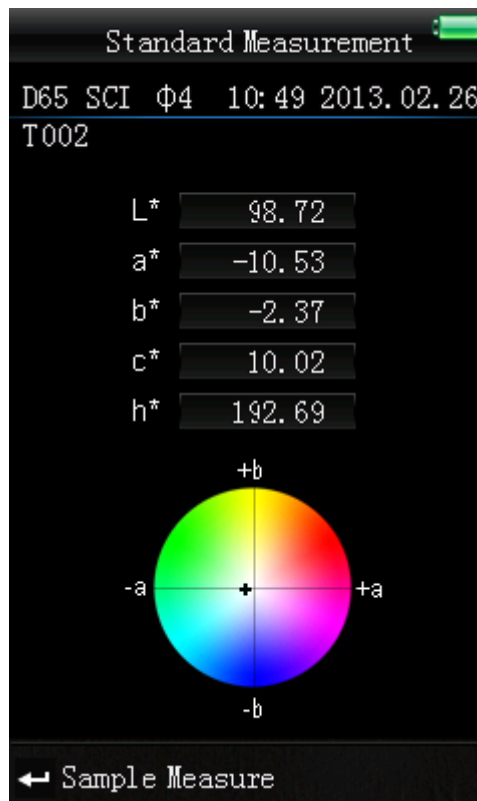 Standard Measurement
D65 SCI Φ4 10:49 2013.02.26
T002
L* 98.72
a* -10.53
b* -2.37
c* 10.02
h* 192.69
+b
-a +a
-b
Sample Measure